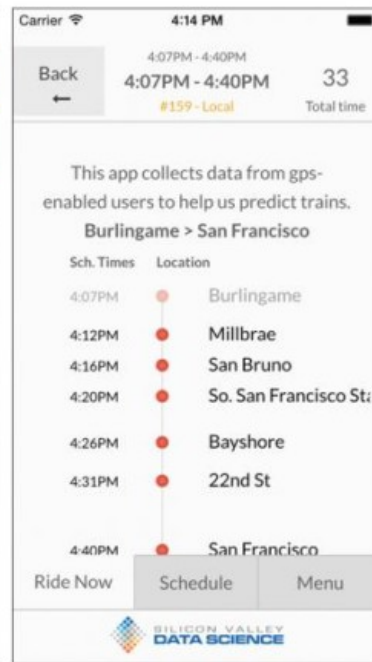 Carrier 4:14 PM
4:07PM - 4:40PM
Back 4:07PM - 4:40PM 33
← #159 - Local Total time
This app collects data from gps-
enabled users to help us predict trains.
Burlingame > San Francisco
Sch. Times Location
4:07PM Burlingame
4:12PM Millbrae
4:16PM San Bruno
4:20PM So. San Francisco Sta
4:26PM Bayshore
4:31PM 22nd St
4:40PM San Francisco
Ride Now Schedule Menu
SILICON VALLEY
DATA SCIENCE